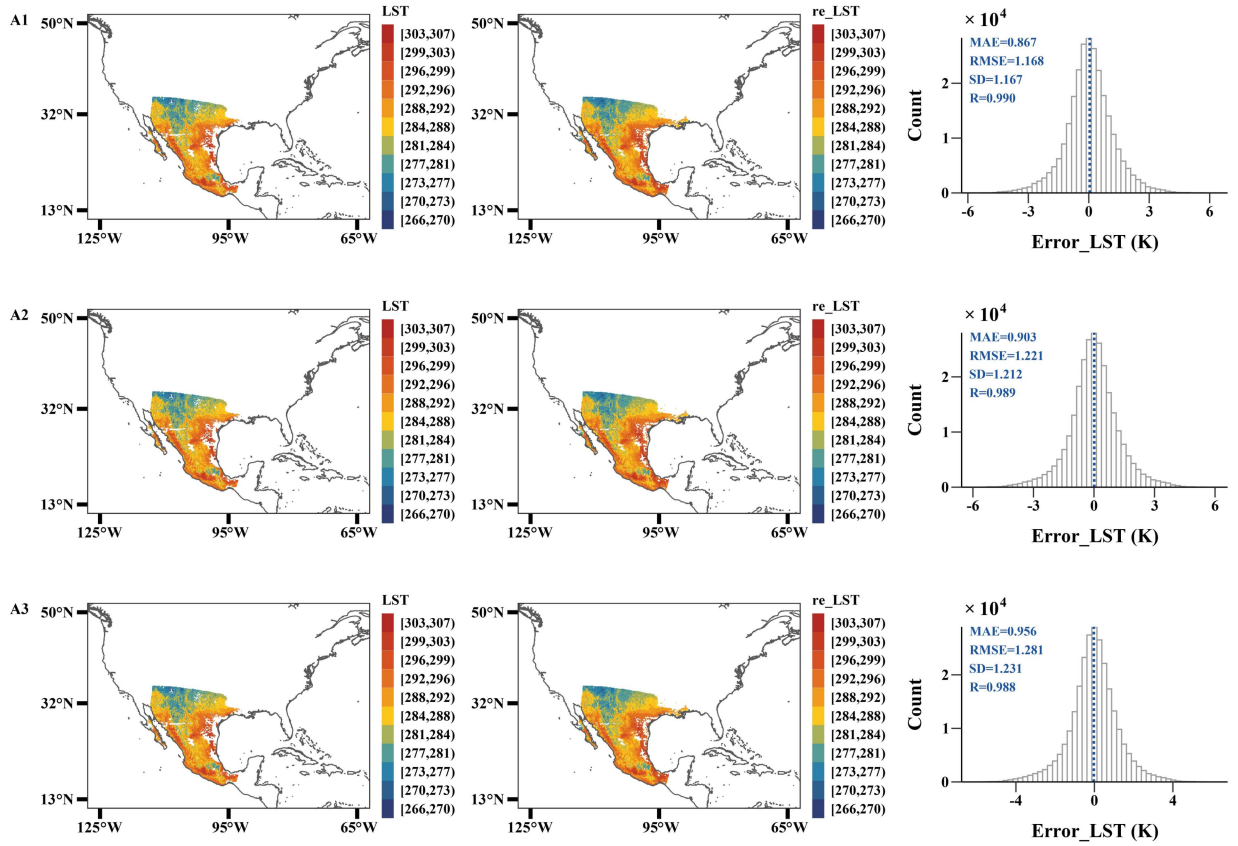 A1
50°N
32°N
13°N
125°W
95°W
65°W
LST
[303,307)
[299,303)
[296,299)
[292,296)
[288,292)
[284,288)
[281,284)
[277,281)
[273,277)
[270,273)
[266,270)
125°W
95°W
65°W
re_LST
[303,307)
[299,303)
[296,299)
[292,296)
[288,292)
[284,288)
[281,284)
[277,281)
[273,277)
[270,273)
[266,270)
× 10⁴
MAE=0.867
RMSE=1.168
SD=1.167
R=0.990
Count
2
1
0
-6
-3
0
3
6
Error_LST (K)
A2
50°N
32°N
13°N
125°W
95°W
65°W
LST
[303,307)
[299,303)
[296,299)
[292,296)
[288,292)
[284,288)
[281,284)
[277,281)
[273,277)
[270,273)
[266,270)
50°N
32°N
13°N
125°W
95°W
65°W
re_LST
[303,307)
[299,303)
[296,299)
[292,296)
[288,292)
[284,288)
[281,284)
[277,281)
[273,277)
[270,273)
[266,270)
× 10⁴
MAE=0.903
RMSE=1.221
SD=1.212
R=0.989
Count
2
1
0
-6
-3
0
3
6
Error_LST (K)
A3
50°N
32°N
13°N
125°W
95°W
65°W
LST
[303,307)
[299,303)
[296,299)
[292,296)
[288,292)
[284,288)
[281,284)
[277,281)
[273,277)
[270,273)
[266,270)
50°N
32°N
13°N
125°W
95°W
65°W
re_LST
[303,307)
[299,303)
[296,299)
[292,296)
[288,292)
[284,288)
[281,284)
[277,281)
[273,277)
[270,273)
[266,270)
× 10⁴
MAE=0.956
RMSE=1.281
SD=1.231
R=0.988
Count
2
1
0
-4
0
4
Error_LST (K)